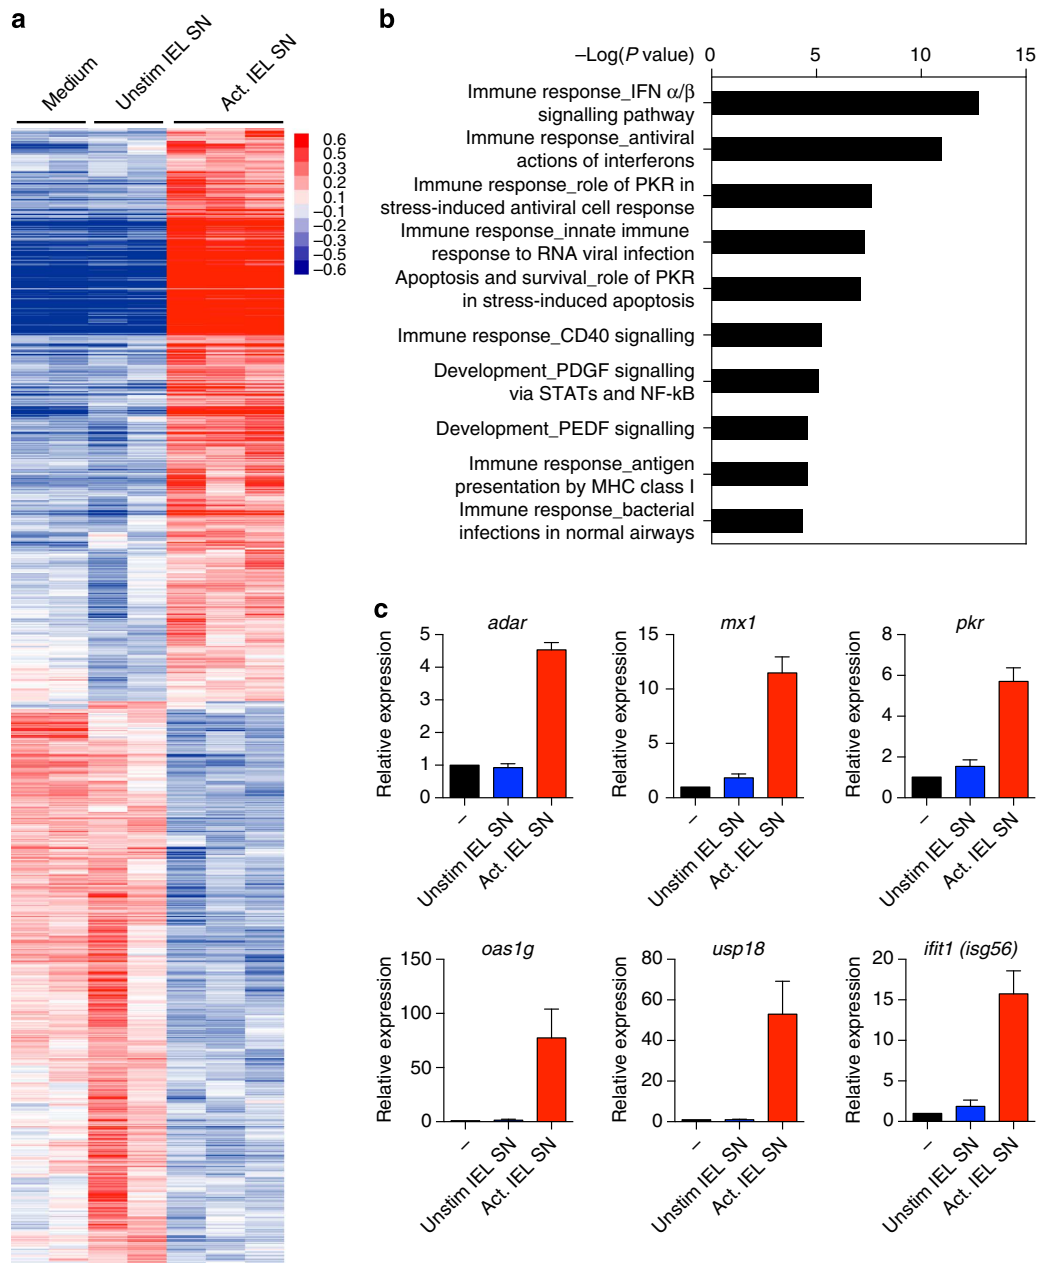 a
Medium
Unstim IEL SN
Act. IEL SN
0.6
0.5
0.3
0.2
0.1
–0.1
–0.2
–0.3
–0.5
–0.6
b
–Log(P value)
0
5
10
15
Immune response_IFN α/β
signalling pathway
Immune response_antiviral
actions of interferons
Immune response_role of PKR in
stress-induced antiviral cell response
Immune response_innate immune
response to RNA viral infection
Apoptosis and survival_role of PKR
in stress-induced apoptosis
Immune response_CD40 signalling
Development_PDGF signalling
via STATs and NF-kB
Development_PEDF signalling
Immune response_antigen
presentation by MHC class I
Immune response_bacterial
infections in normal airways
c
adar
Relative expression
5
4
3
2
1
0
–
Unstim IEL SN
Act. IEL SN
mx1
Relative expression
15
10
5
0
–
Unstim IEL SN
Act. IEL SN
pkr
Relative expression
8
6
4
2
0
–
Unstim IEL SN
Act. IEL SN
oas1g
Relative expression
150
100
50
0
–
Unstim IEL SN
Act. IEL SN
usp18
Relative expression
80
60
40
20
0
–
Unstim IEL SN
Act. IEL SN
ifit1 (isg56)
Relative expression
20
15
10
5
0
–
Unstim IEL SN
Act. IEL SN